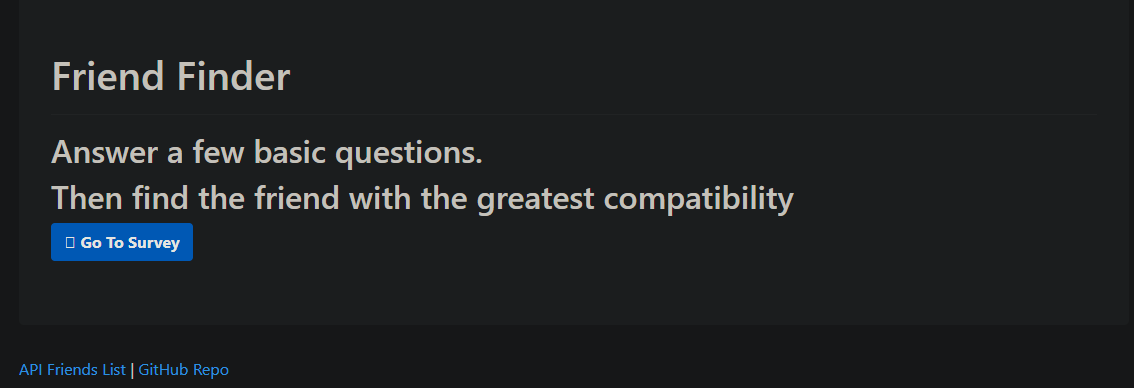 Friend Finder
Answer a few basic questions.
Then find the friend with the greatest compatibility
Go To Survey
API Friends List | GitHub Repo